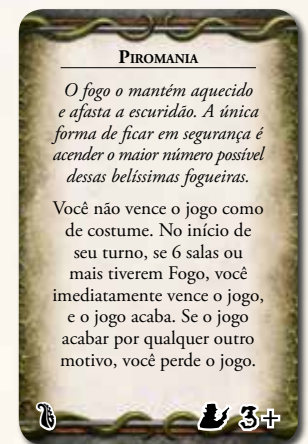 PIROMANIA
O fogo o mantém aquecido
e afasta a escuridão. A única
forma de ficar em segurança é
acender o maior número possível
dessas belíssimas fogueiras.
Você não vence o jogo como
de costume. No início de
seu turno, se 6 salas ou
mais tiverem Fogo, você
imediatamente vence o jogo,
e o jogo acaba. Se o jogo
acabar por qualquer outro
motivo, você perde o jogo.
3+